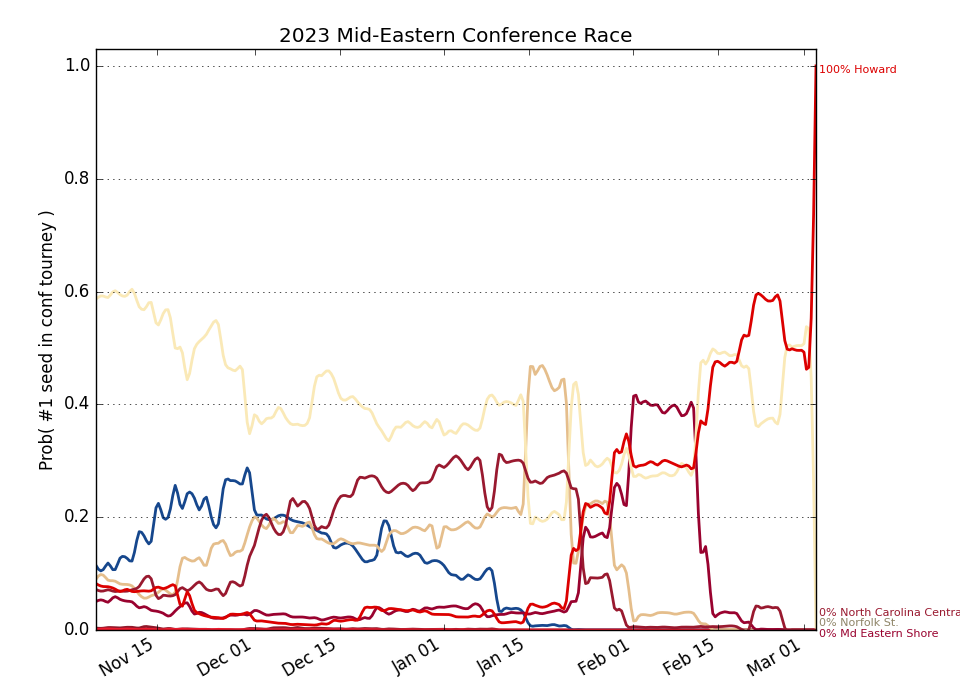 2023 Mid-Eastern Conference Race
Prob( #1 seed in conf tourney )
1.0
0.8
0.6
0.4
0.2
0.0
Nov 15
Dec 01
Dec 15
Jan 01
Jan 15
Feb 01
Feb 15
Mar 01
100% Howard
0% North Carolina Centra
0% Norfolk St.
0% Md Eastern Shore